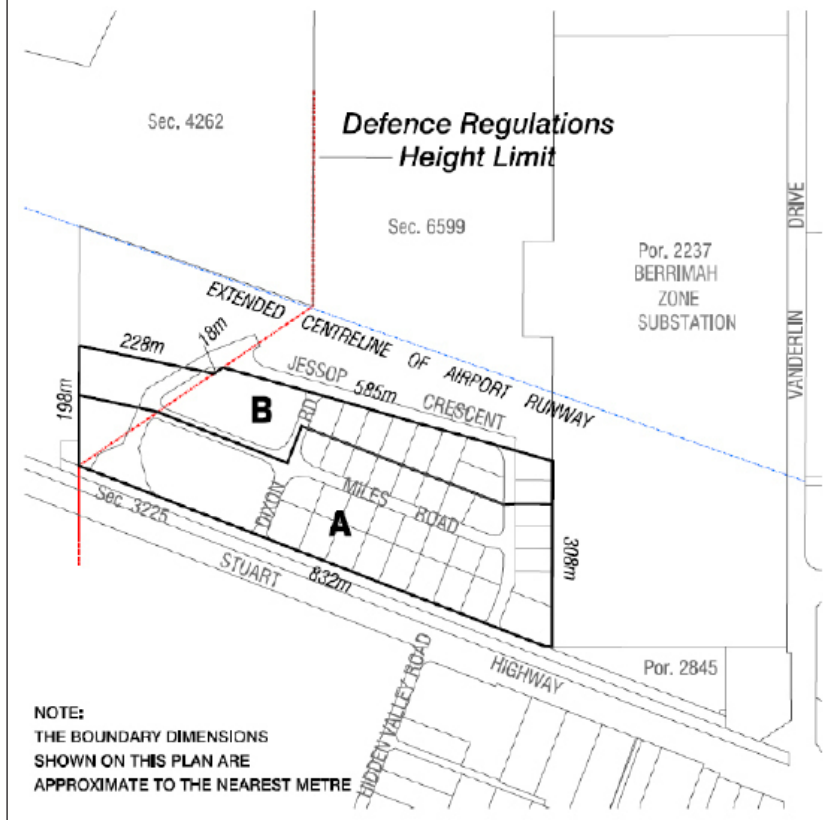 Sec. 4262
Defence Regulations
Height Limit
DRIVE
VANDERLIN
Sec. 6599
Por. 2237
BERRIMAH
ZONE
SUBSTATION
EXTENDED CENTRELINE OF AIRPORT RUNWAY
228m
18m
JESSOP
585m
CRESCENT
198m
B
RD
MILES ROAD
DIXON
A
Sec. 3225
308m
STUART
832m
HIGHWAY
Por. 2845
HIDDEN VALLEY ROAD
NOTE:
THE BOUNDARY DIMENSIONS
SHOWN ON THIS PLAN ARE
APPROXIMATE TO THE NEAREST METRE